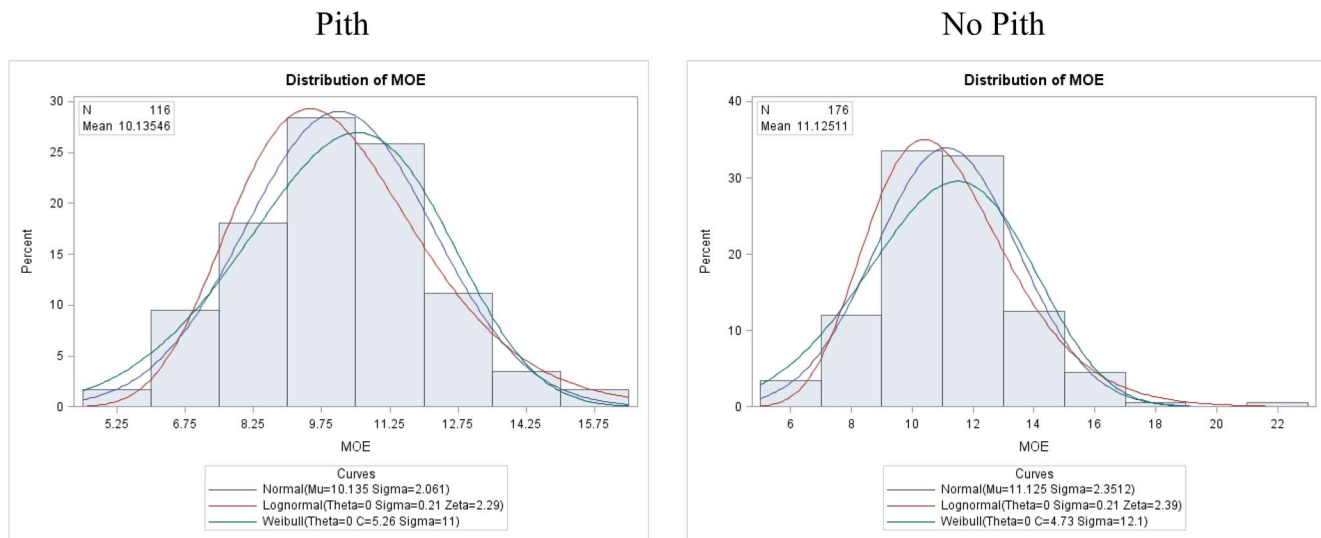 Pith
Distribution of MOE
N 116
Mean 10.13546
30
25
20
15
10
5
0
Percent
5.25 6.75 8.25 9.75 11.25 12.75 14.25 15.75
MOE
Curves
Normal(Mu=10.135 Sigma=2.061)
Lognormal(Theta=0 Sigma=0.21 Zeta=2.29)
Weibull(Theta=0 C=5.26 Sigma=11)
No Pith
Distribution of MOE
N 176
Mean 11.12511
40
30
20
10
0
Percent
6 8 10 12 14 16 18 20 22
MOE
Curves
Normal(Mu=11.125 Sigma=2.3512)
Lognormal(Theta=0 Sigma=0.21 Zeta=2.39)
Weibull(Theta=0 C=4.73 Sigma=12.1)